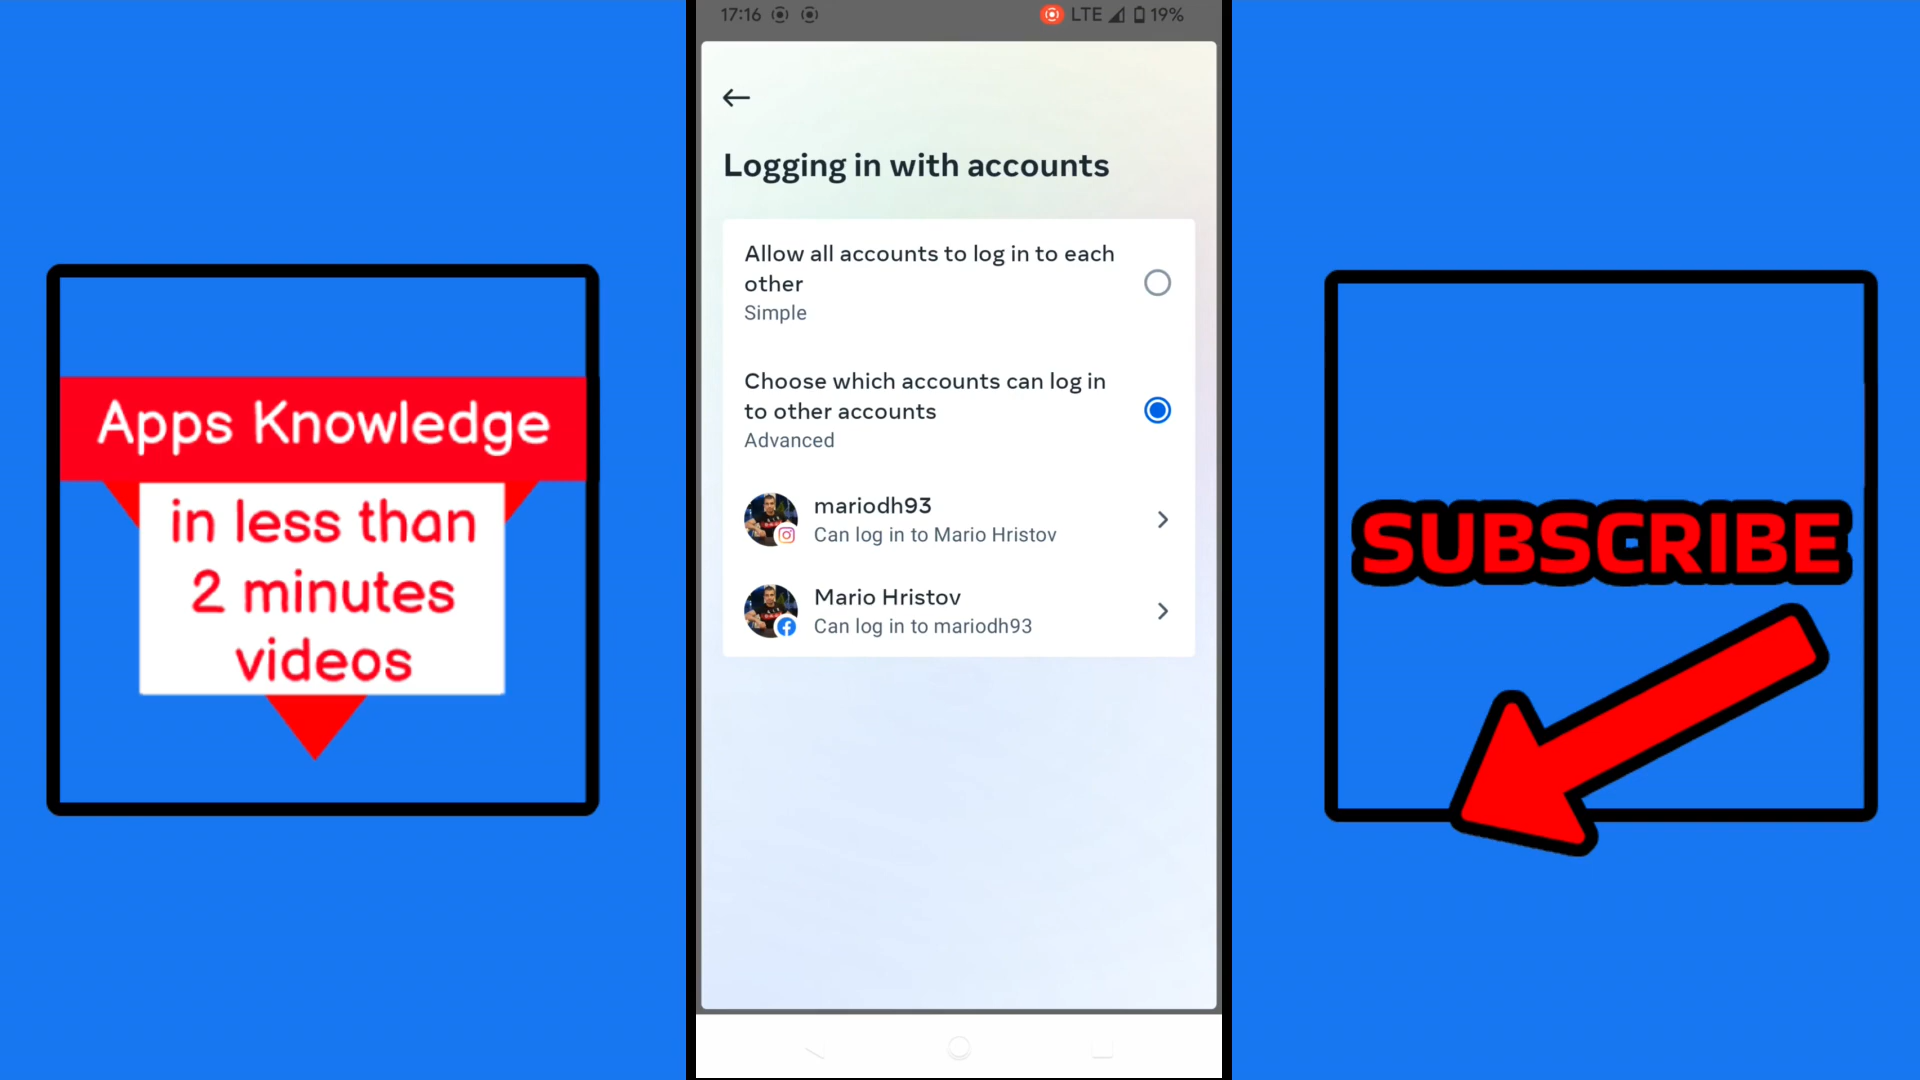 17:16
LTE
19%
Logging in with accounts
Allow all accounts to log in to each
other
Simple
Choose which accounts can log in
to other accounts
Advanced
mariodh93
Can log in to Mario Hristov
Mario Hristov
Can log in to mariodh93
Apps Knowledge
in less than
2 minutes
videos
SUBSCRIBE